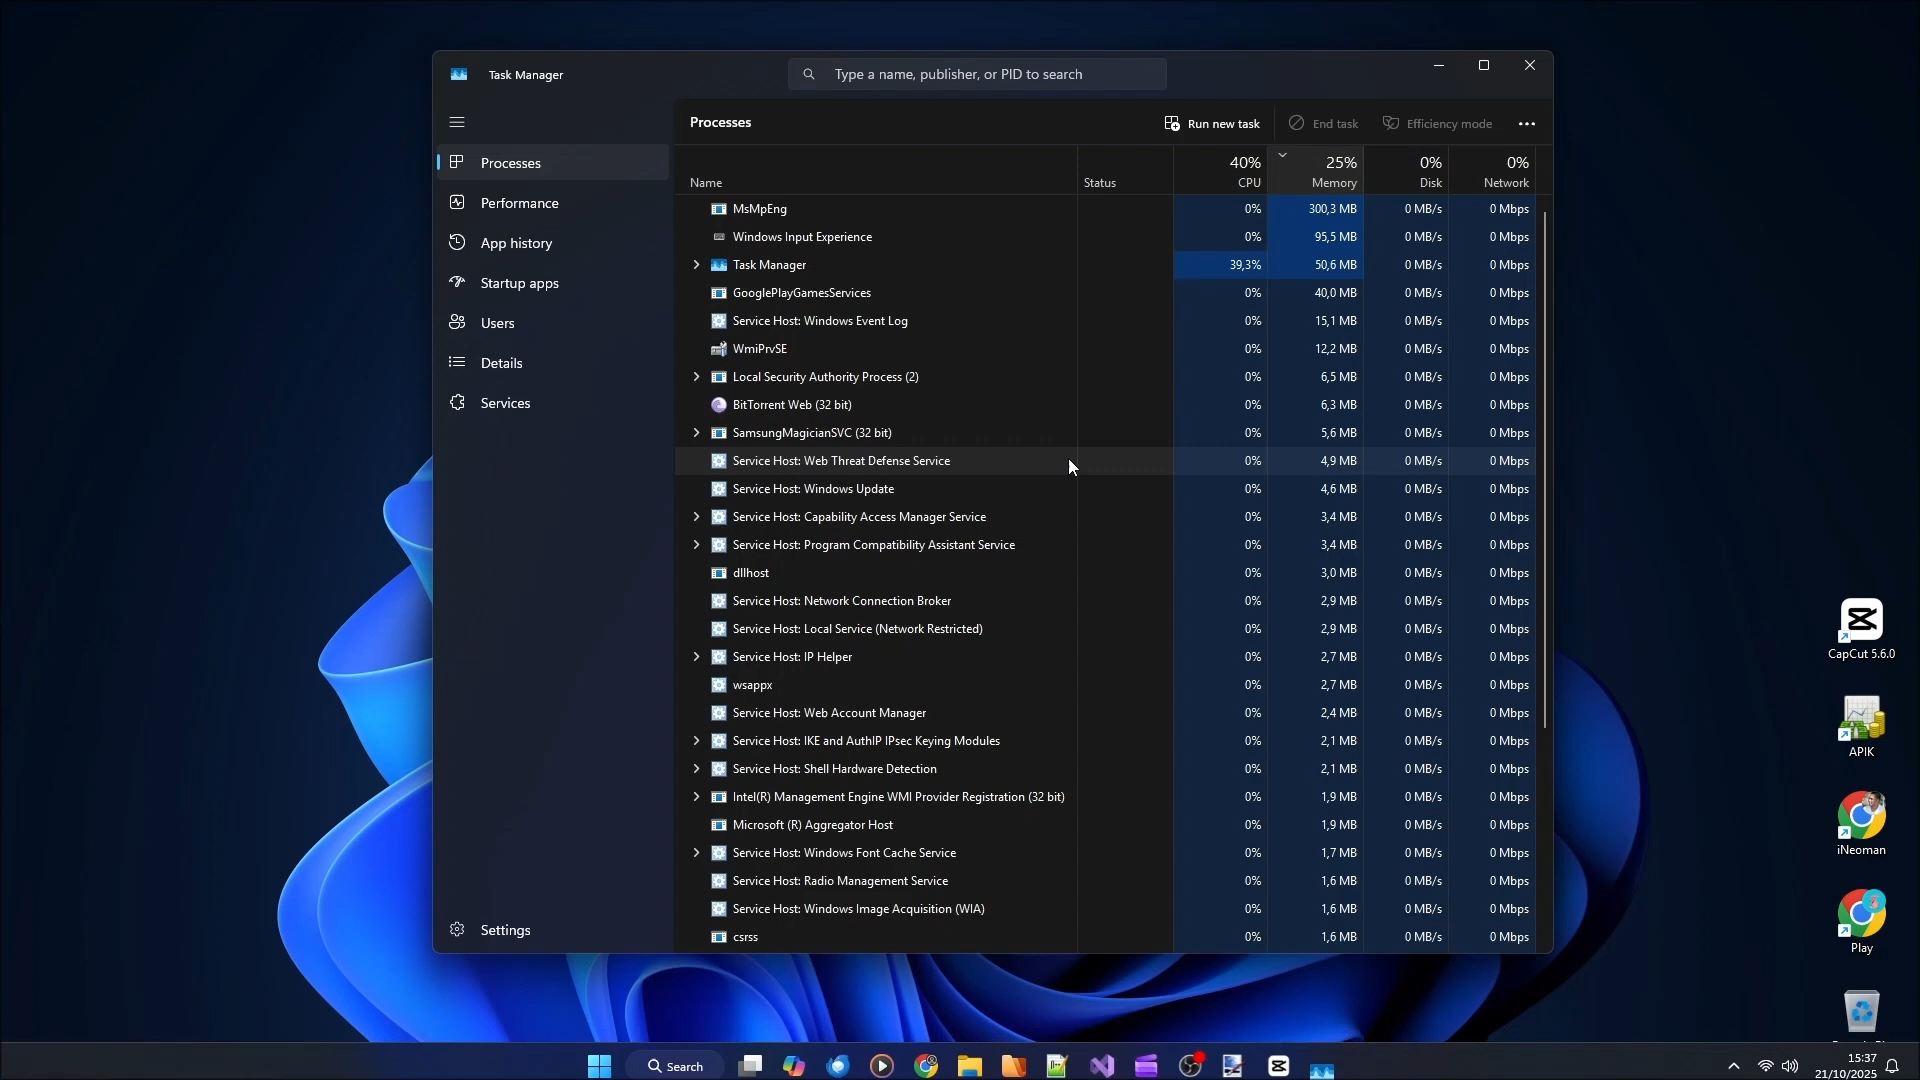 Task Manager
Type a name, publisher, or PID to search
Processes
Run new task
End task
Efficiency mode
Processes
Performance
App history
Startup apps
Users
Details
Services
Settings
40% 25% 0% 0%
Name Status CPU Memory Disk Network
MsMpEng 0% 300,3 MB 0 MB/s 0 Mbps
Windows Input Experience 0% 95,5 MB 0 MB/s 0 Mbps
Task Manager 39,3% 50,6 MB 0 MB/s 0 Mbps
GooglePlayGamesServices 0% 40,0 MB 0 MB/s 0 Mbps
Service Host: Windows Event Log 0% 15,1 MB 0 MB/s 0 Mbps
WmiPrvSE 0% 12,2 MB 0 MB/s 0 Mbps
Local Security Authority Process (2) 0% 6,5 MB 0 MB/s 0 Mbps
BitTorrent Web (32 bit) 0% 6,3 MB 0 MB/s 0 Mbps
SamsungMagicianSVC (32 bit) 0% 5,6 MB 0 MB/s 0 Mbps
Service Host: Web Threat Defense Service 0% 4,9 MB 0 MB/s 0 Mbps
Service Host: Windows Update 0% 4,6 MB 0 MB/s 0 Mbps
Service Host: Capability Access Manager Service 0% 3,4 MB 0 MB/s 0 Mbps
Service Host: Program Compatibility Assistant Service 0% 3,4 MB 0 MB/s 0 Mbps
dllhost 0% 3,0 MB 0 MB/s 0 Mbps
Service Host: Network Connection Broker 0% 2,9 MB 0 MB/s 0 Mbps
Service Host: Local Service (Network Restricted) 0% 2,9 MB 0 MB/s 0 Mbps
Service Host: IP Helper 0% 2,7 MB 0 MB/s 0 Mbps
wsappx 0% 2,7 MB 0 MB/s 0 Mbps
Service Host: Web Account Manager 0% 2,4 MB 0 MB/s 0 Mbps
Service Host: IKE and AuthIP IPsec Keying Modules 0% 2,1 MB 0 MB/s 0 Mbps
Service Host: Shell Hardware Detection 0% 2,1 MB 0 MB/s 0 Mbps
Intel(R) Management Engine WMI Provider Registration (32 bit) 0% 1,9 MB 0 MB/s 0 Mbps
Microsoft (R) Aggregator Host 0% 1,9 MB 0 MB/s 0 Mbps
Service Host: Windows Font Cache Service 0% 1,7 MB 0 MB/s 0 Mbps
Service Host: Radio Management Service 0% 1,6 MB 0 MB/s 0 Mbps
Service Host: Windows Image Acquisition (WIA) 0% 1,6 MB 0 MB/s 0 Mbps
csrss 0% 1,6 MB 0 MB/s 0 Mbps
CapCut 5.6.0
APIK
iNeoman
Play
Search
15:37
21/10/2025